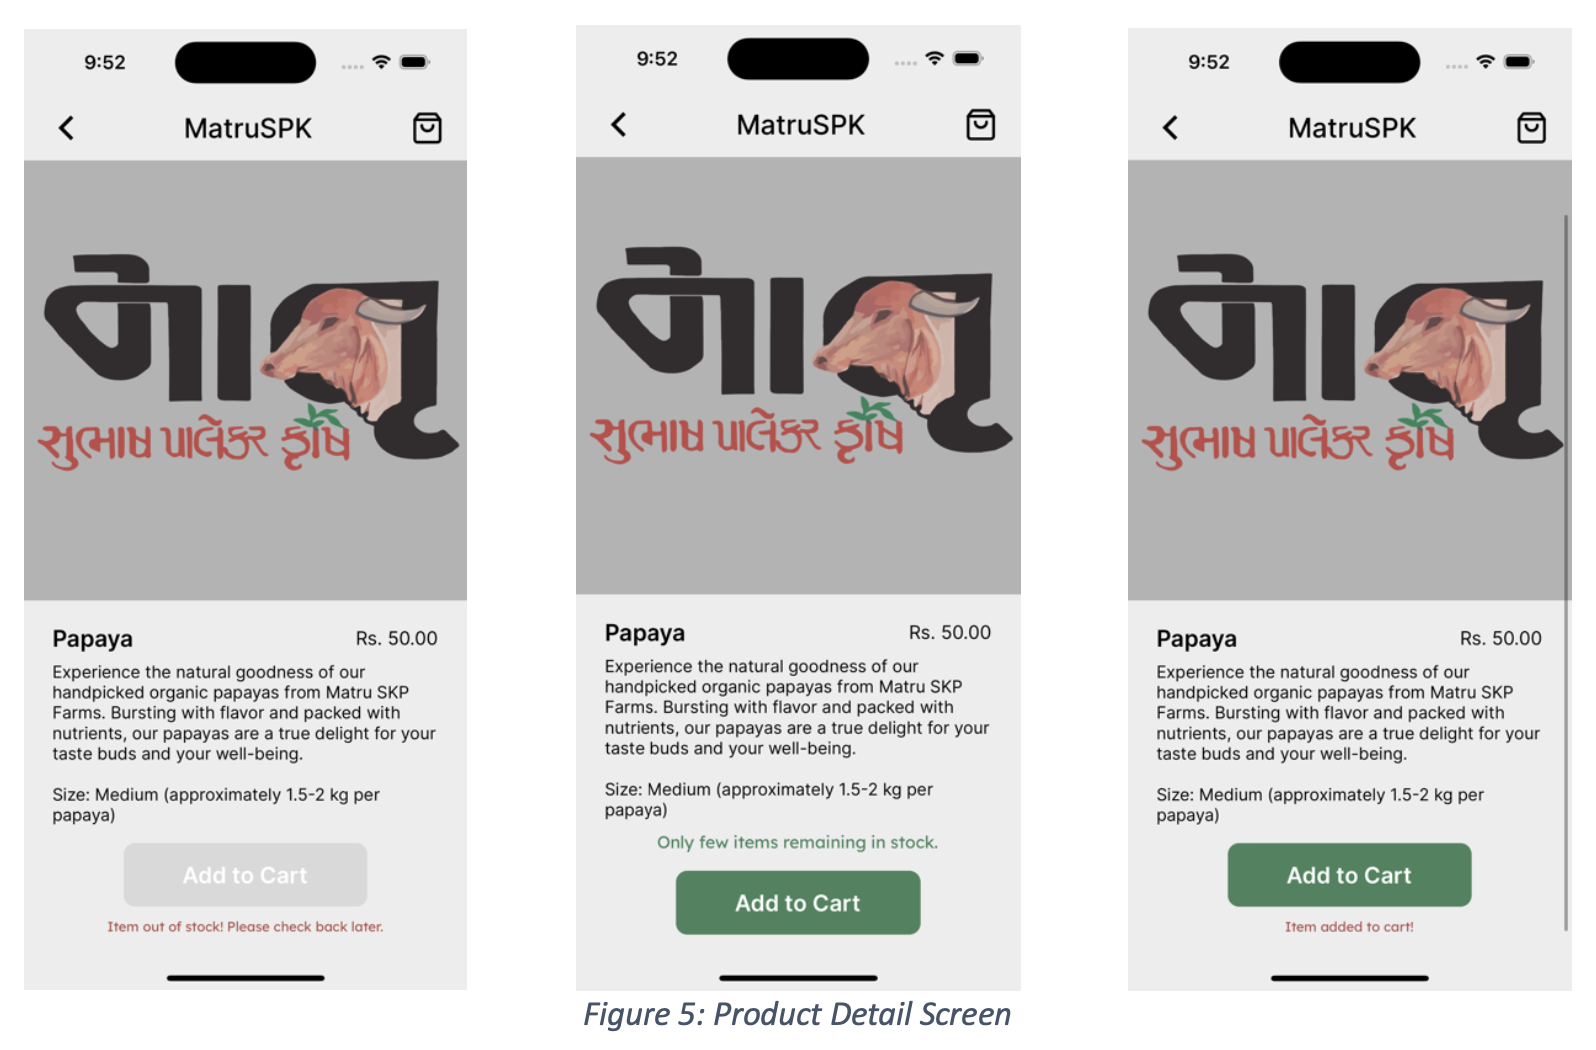 9:52
MatruSPK
માતૃ
સુભાષ પાલેકર કૃષિ
Papaya
Rs. 50.00
Experience the natural goodness of our
handpicked organic papayas from Matru SKP
Farms. Bursting with flavor and packed with
nutrients, our papayas are a true delight for your
taste buds and your well-being.
Size: Medium (approximately 1.5-2 kg per
papaya)
Add to Cart
Item out of stock! Please check back later.
9:52
MatruSPK
માતૃ
સુભાષ પાલેકર કૃષિ
Papaya
Rs. 50.00
Experience the natural goodness of our
handpicked organic papayas from Matru SKP
Farms. Bursting with flavor and packed with
nutrients, our papayas are a true delight for your
taste buds and your well-being.
Size: Medium (approximately 1.5-2 kg per
papaya)
Only few items remaining in stock.
Add to Cart
9:52
MatruSPK
માતૃ
સુભાષ પાલેકર કૃષિ
Papaya
Rs. 50.00
Experience the natural goodness of our
handpicked organic papayas from Matru SKP
Farms. Bursting with flavor and packed with
nutrients, our papayas are a true delight for your
taste buds and your well-being.
Size: Medium (approximately 1.5-2 kg per
papaya)
Add to Cart
Item added to cart!
Figure 5: Product Detail Screen